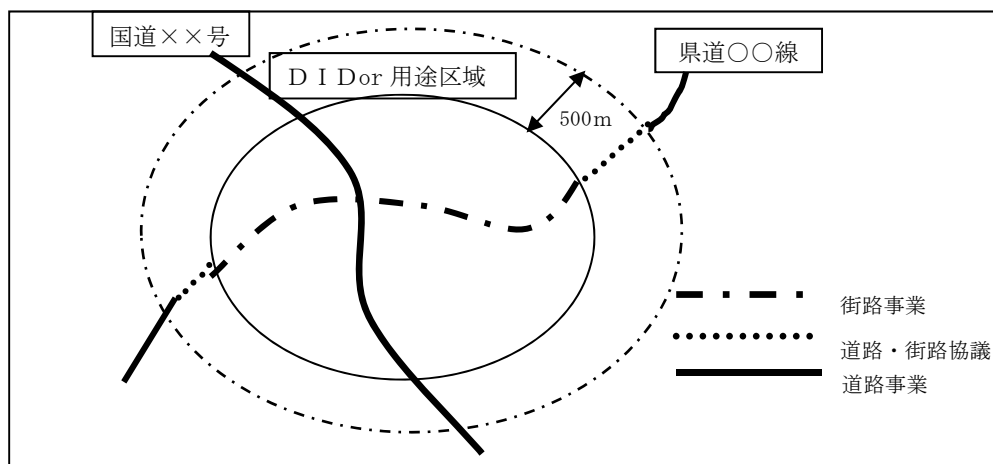 国道××号
ＤＩＤor 用途区域
県道○○線
500ｍ
街路事業
道路・街路協議
道路事業